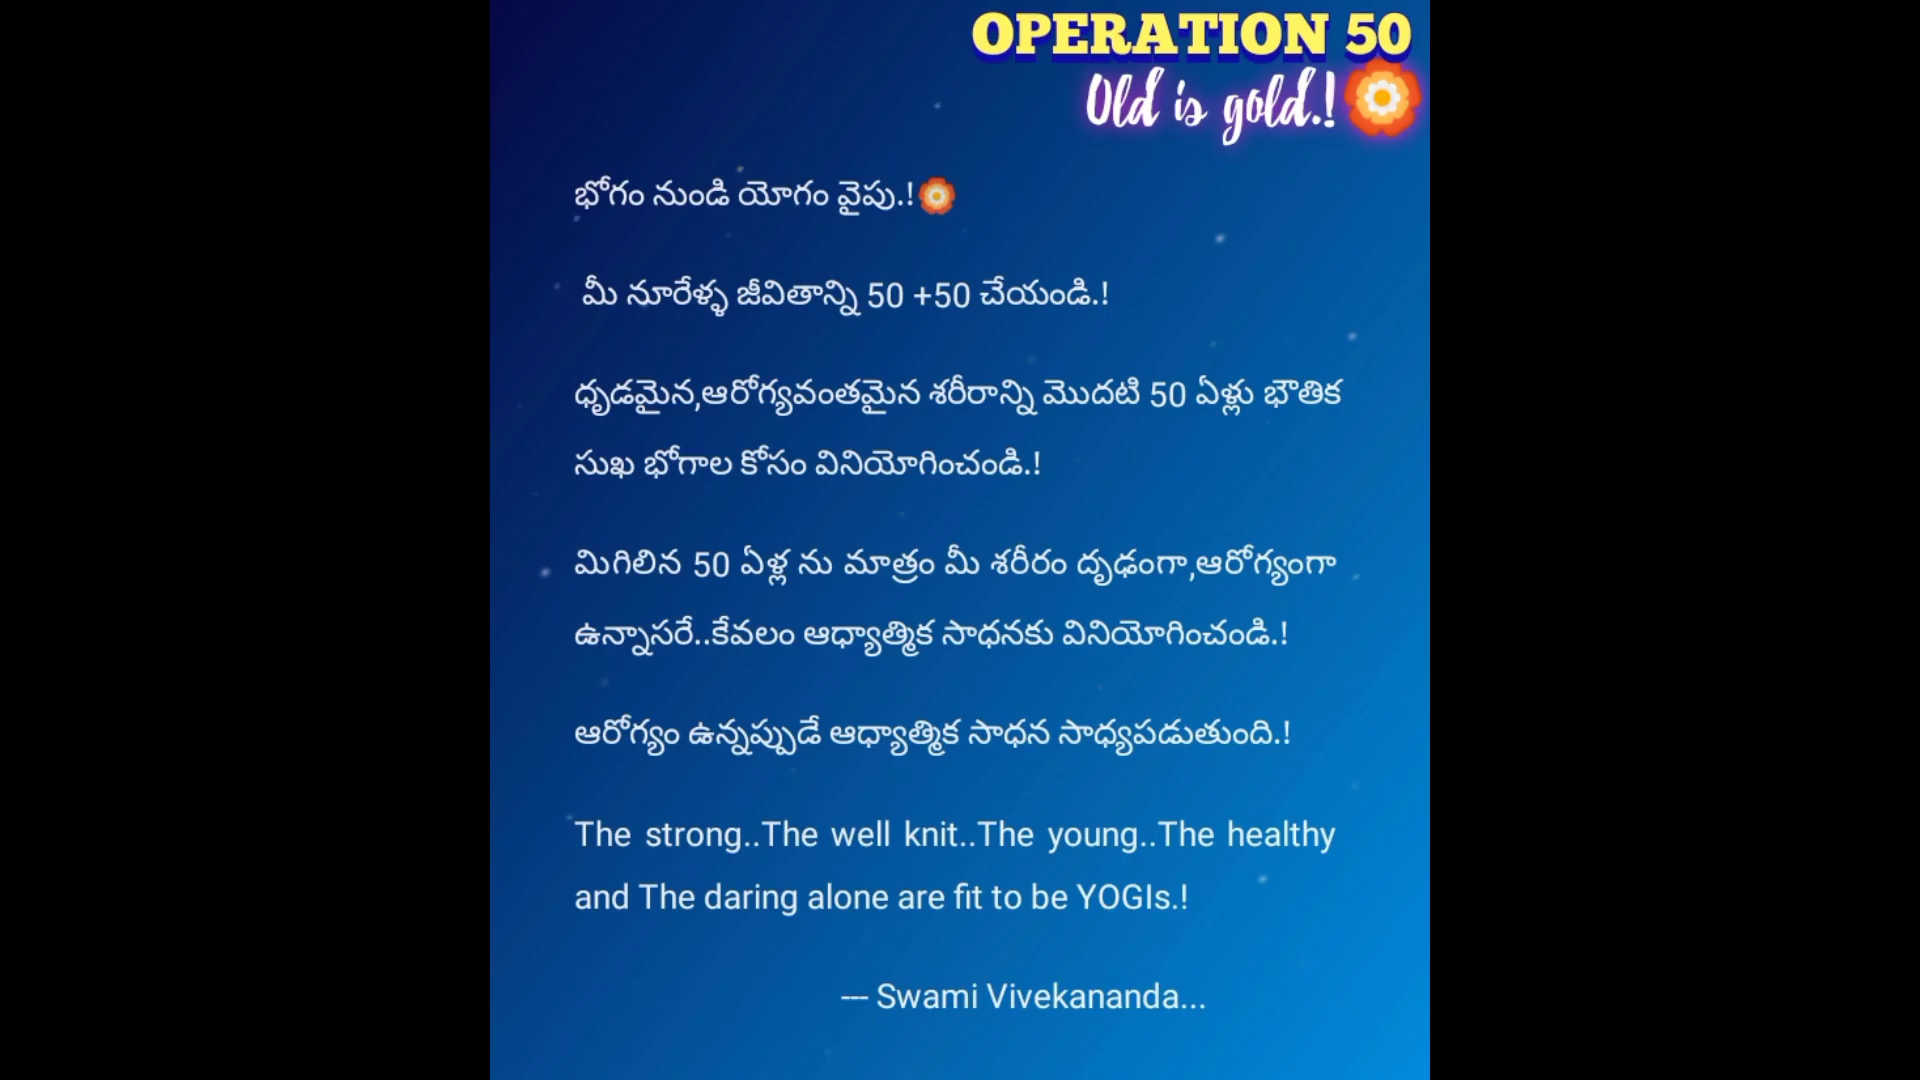 OPERATION 50
Old is gold.!
భోగం నుండి యోగం వైపు.!
మీ నూరేళ్ళ జీవితాన్ని 50 +50 చేయండి.!
ధృడమైన,ఆరోగ్యవంతమైన శరీరాన్ని మొదటి 50 ఏళ్లు భౌతిక
సుఖ భోగాల కోసం వినియోగించండి.!
మిగిలిన 50 ఏళ్ల ను మాత్రం మీ శరీరం దృఢంగా,ఆరోగ్యంగా
ఉన్నాసరే..కేవలం ఆధ్యాత్మిక సాధనకు వినియోగించండి.!
ఆరోగ్యం ఉన్నప్పుడే ఆధ్యాత్మిక సాధన సాధ్యపడుతుంది.!
The strong..The well knit..The young..The healthy
and The daring alone are fit to be YOGIs.!
--- Swami Vivekananda...